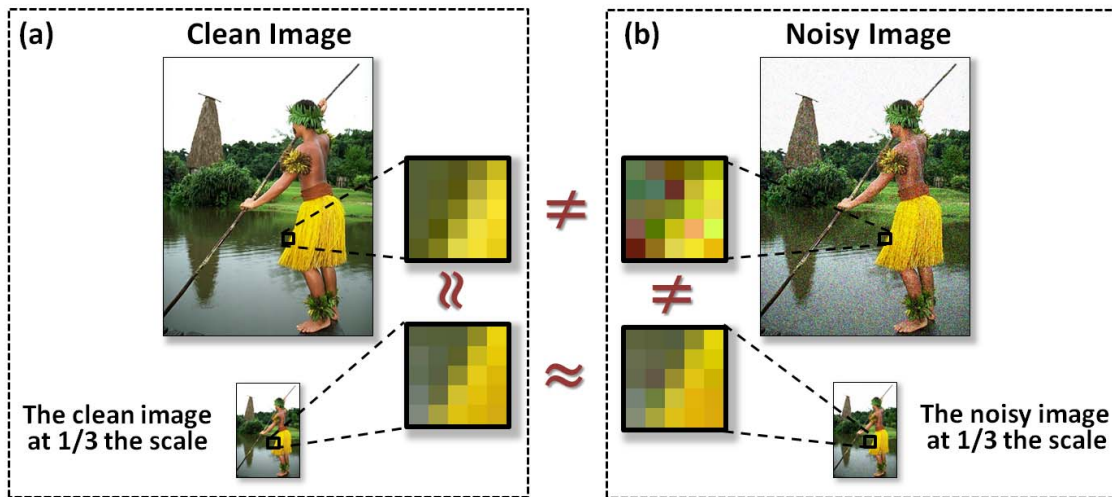 (a)
Clean Image
(b)
Noisy Image
≠
≈
≠
≈
The clean image
at 1/3 the scale
The noisy image
at 1/3 the scale